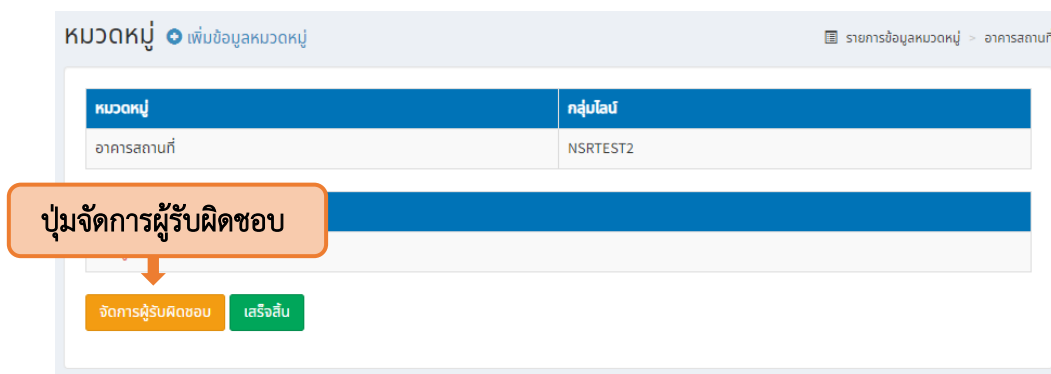 หมวดหมู่ เพิ่มข้อมูลหมวดหมู่
รายการข้อมูลหมวดหมู่ > อาคารสถานที่
หมวดหมู่ กลุ่มไลน์
อาคารสถานที่ NSRTEST2
ปุ่มจัดการผู้รับผิดชอบ
จัดการผู้รับผิดชอบ เสร็จสิ้น